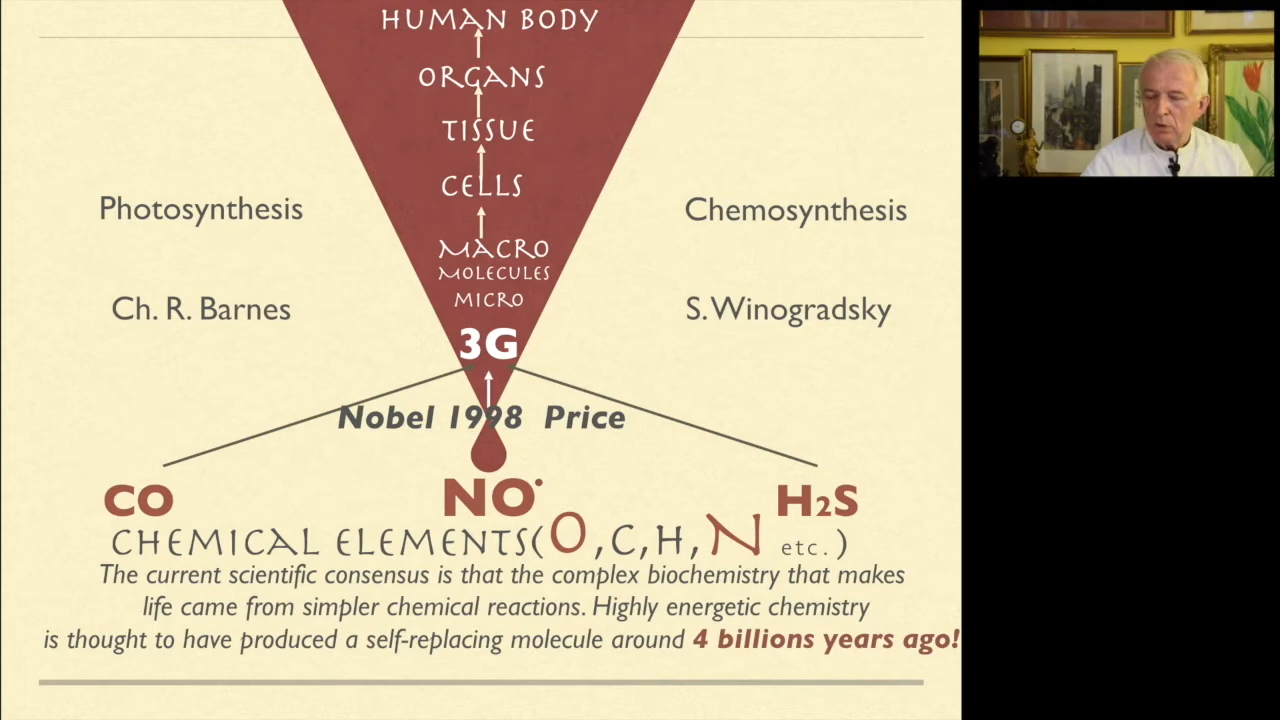 HUMAN BODY
ORGANS
TISSUE
CELLS
Photosynthesis
Chemosynthesis
MACRO
MOLECULES
MICRO
Ch. R. Barnes
S. Winogradsky
3G
Nobel 1998 Price
CO
NO•
H₂S
CHEMICAL ELEMENTS(O,C,H,N etc.)
The current scientific consensus is that the complex biochemistry that makes
life came from simpler chemical reactions. Highly energetic chemistry
is thought to have produced a self-replacing molecule around 4 billions years ago!